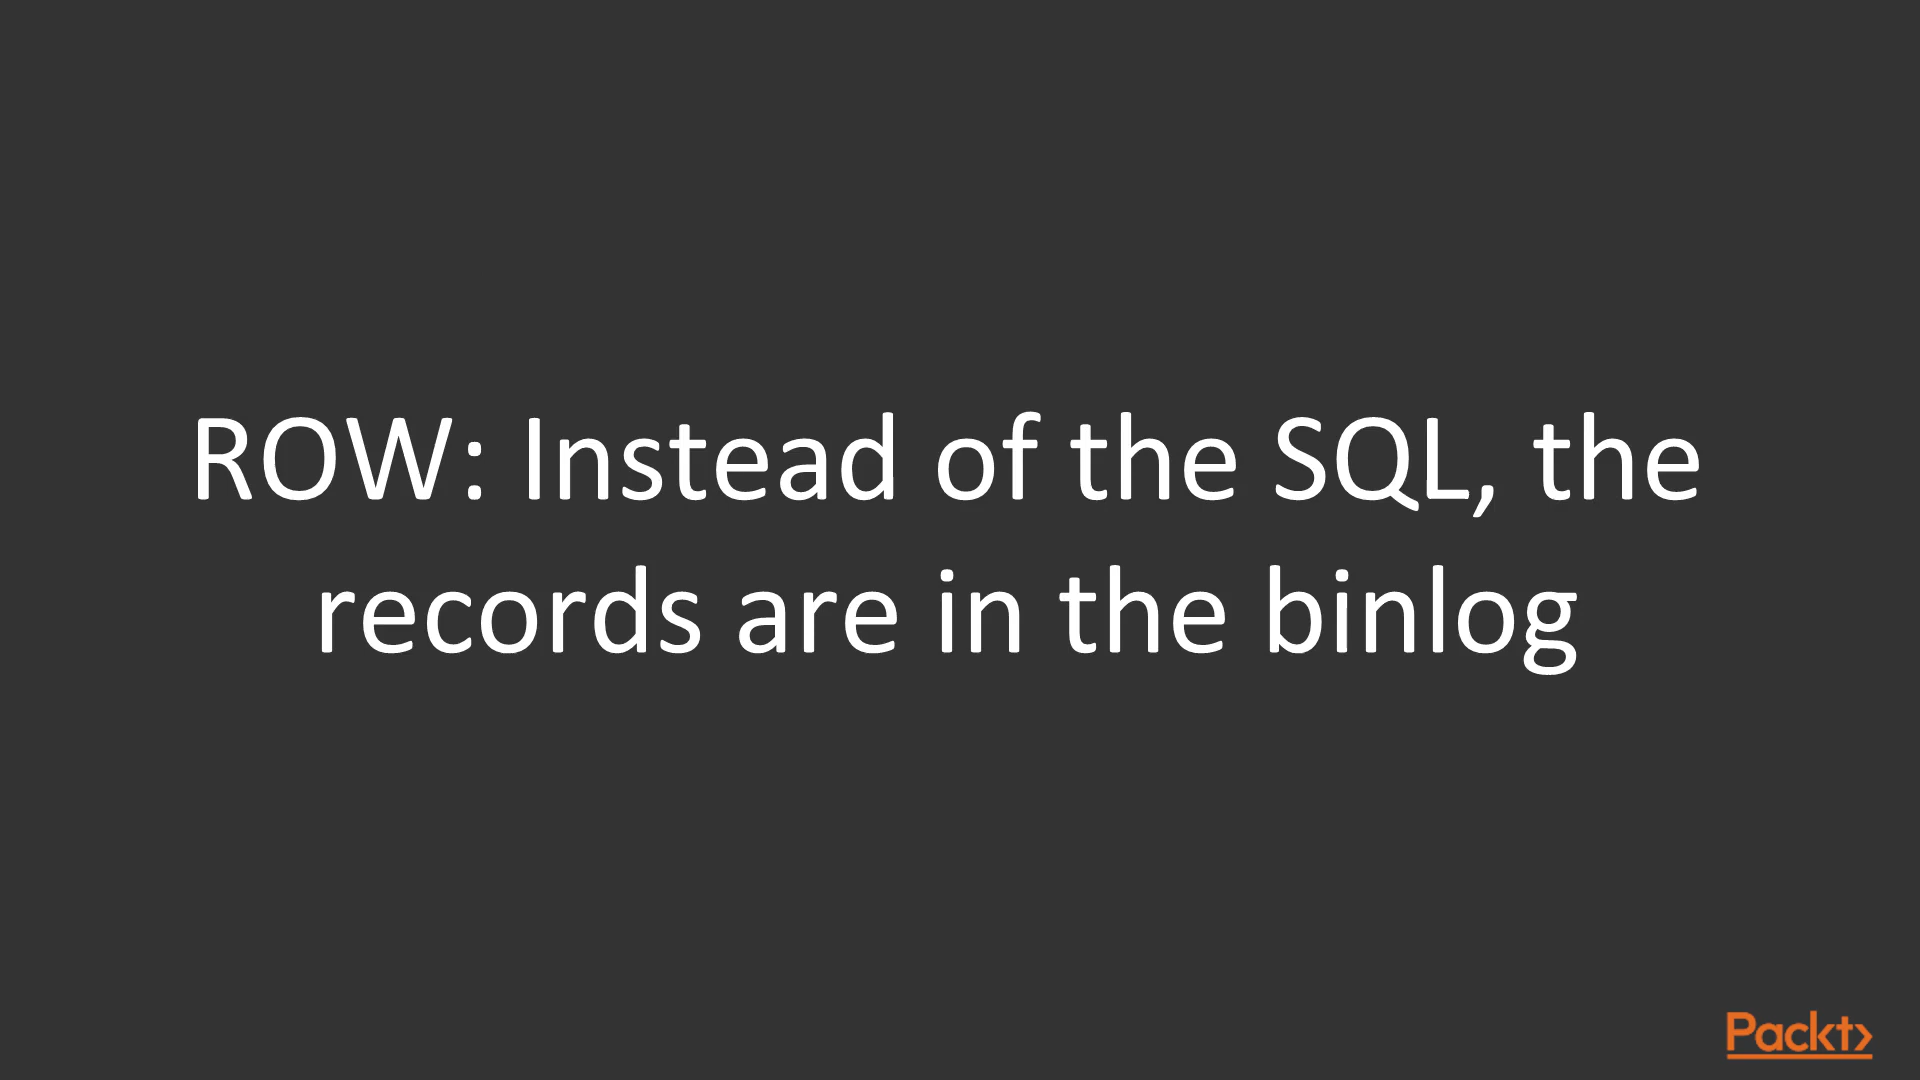 ROW: Instead of the SQL, the
records are in the binlog
Packt>